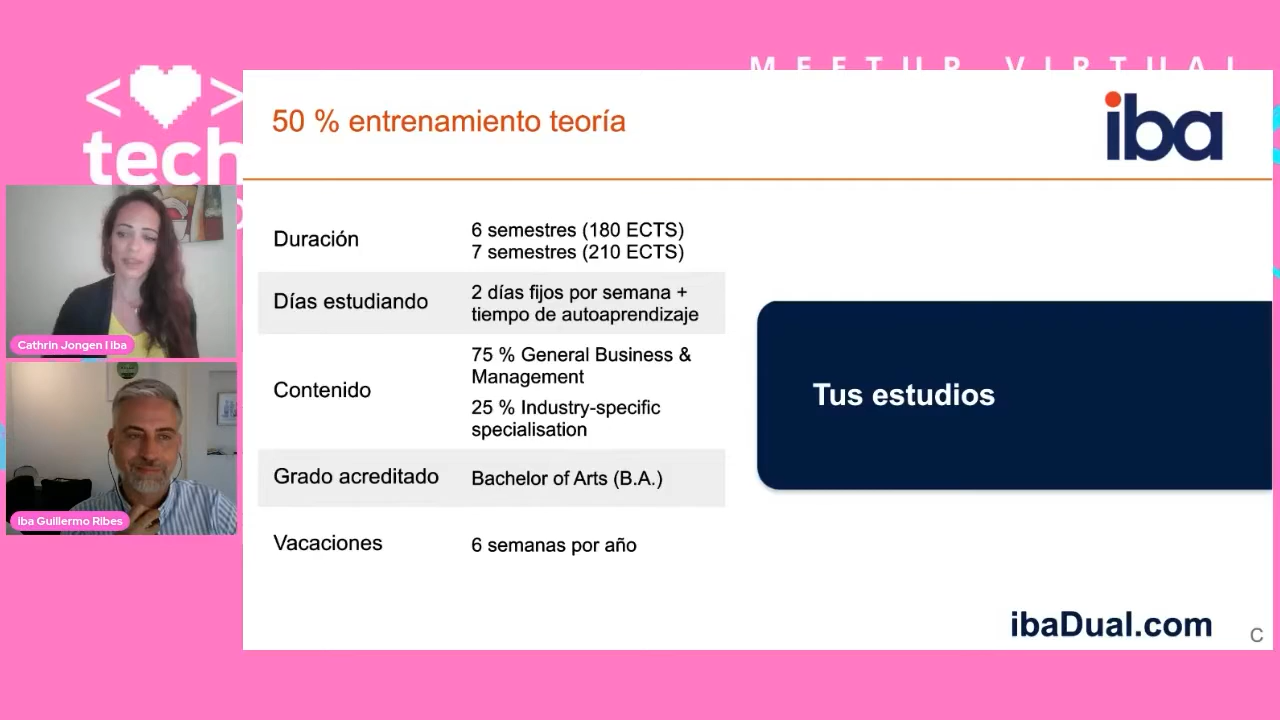 MEETUP VIRTUAL
< >
tech
50 % entrenamiento teoría
iba
Duración
6 semestres (180 ECTS)
7 semestres (210 ECTS)
Días estudiando
2 días fijos por semana +
tiempo de autoaprendizaje
Contenido
75 % General Business &
Management
25 % Industry-specific
specialisation
Grado acreditado
Bachelor of Arts (B.A.)
Vacaciones
6 semanas por año
Tus estudios
ibaDual.com
C
Cathrin Jongen I iba
iba Guillermo Ribes